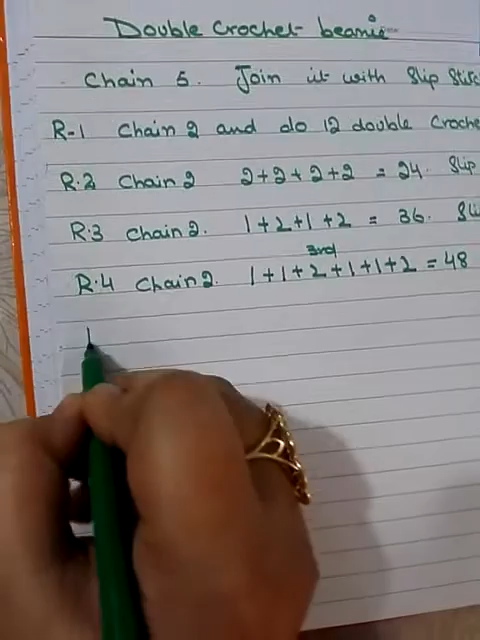 Double Crochet beanie
Chain 5. Join it with Slip
R-1 Chain 2 and do 12 double
R.2 Chain 2 2+2+2+2 = 24. Slip
R.3 Chain 2. 1+2+1+2 = 36.
3rd
R.4 Chain 2. 1+1+2+1+1+2 = 48